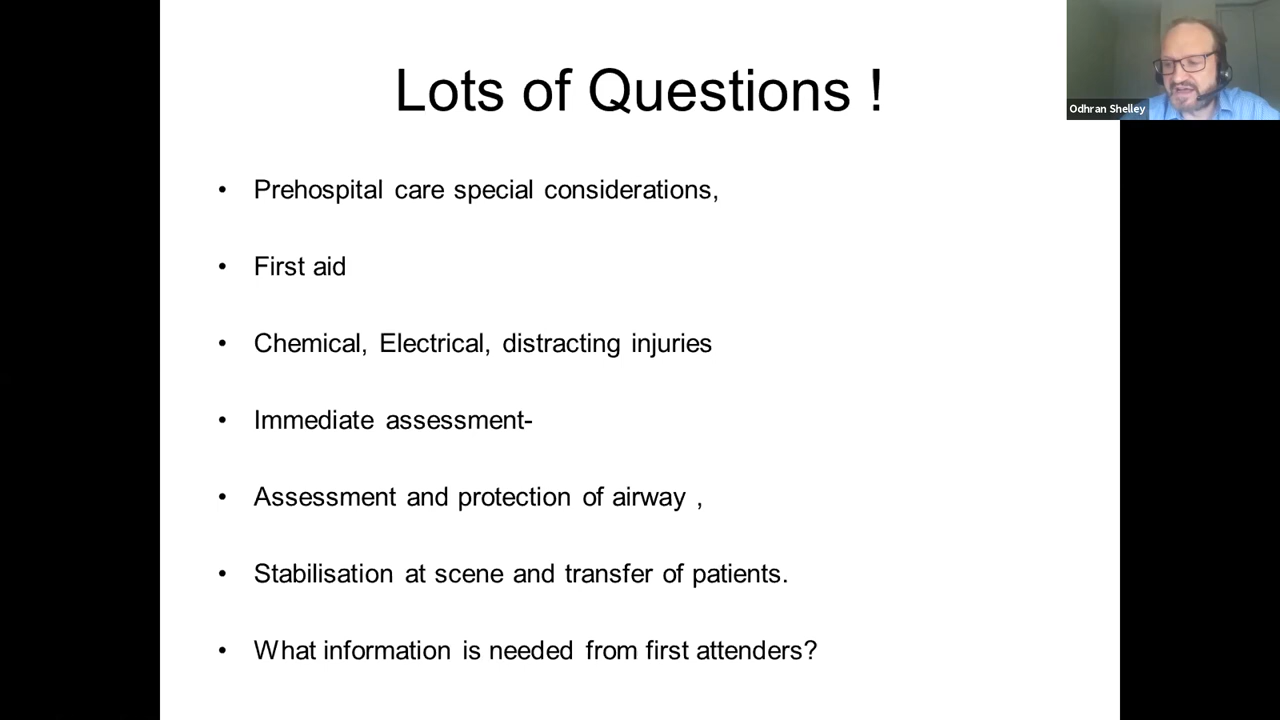 Lots of Questions !
Odhran Shelley
• Prehospital care special considerations,
• First aid
• Chemical, Electrical, distracting injuries
• Immediate assessment-
• Assessment and protection of airway ,
• Stabilisation at scene and transfer of patients.
• What information is needed from first attenders?